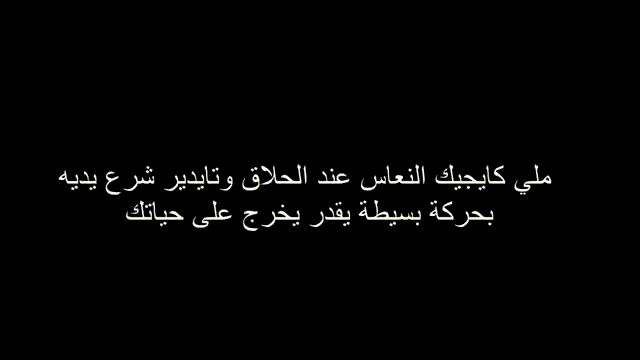 ملي كايجيك النعاس عند الحلاق وتايدير شرع يديه
بحركة بسيطة يقدر يخرج على حياتك